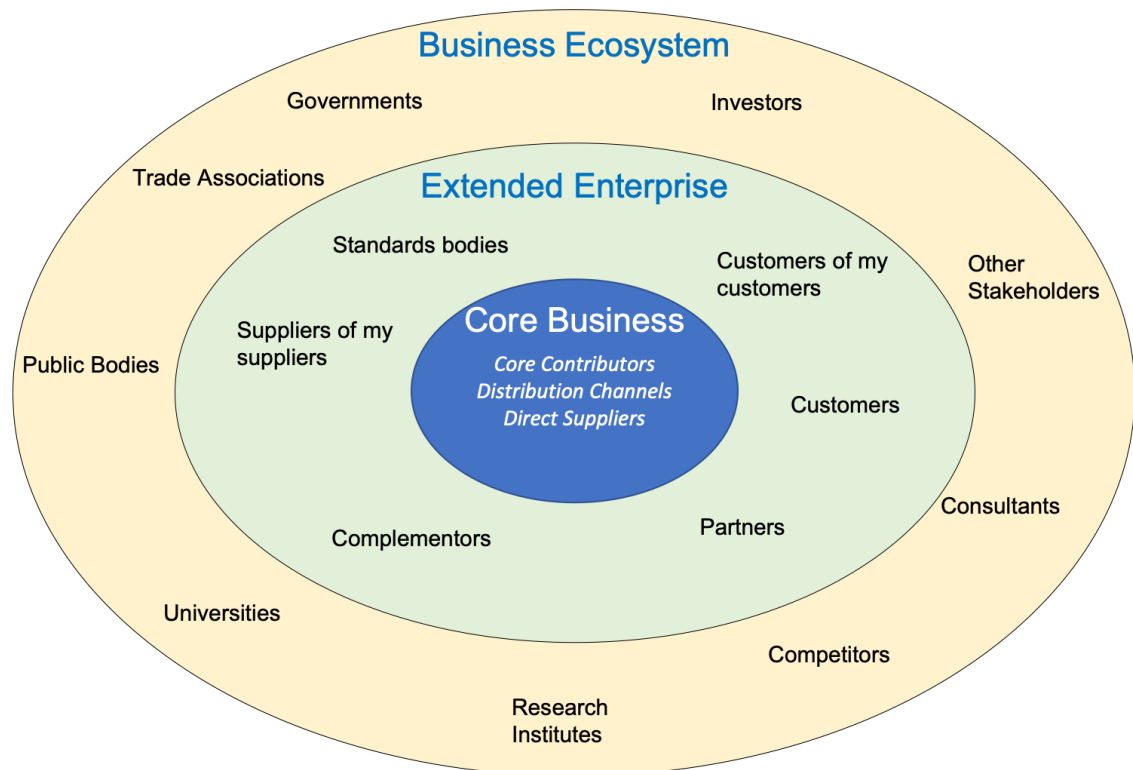 Business Ecosystem
Governments
Investors
Trade Associations
Extended Enterprise
Standards bodies
Customers of my
customers
Other
Stakeholders
Core Business
Suppliers of my
suppliers
Public Bodies
Core Contributors
Distribution Channels
Direct Suppliers
Customers
Consultants
Partners
Complementors
Universities
Competitors
Research
Institutes